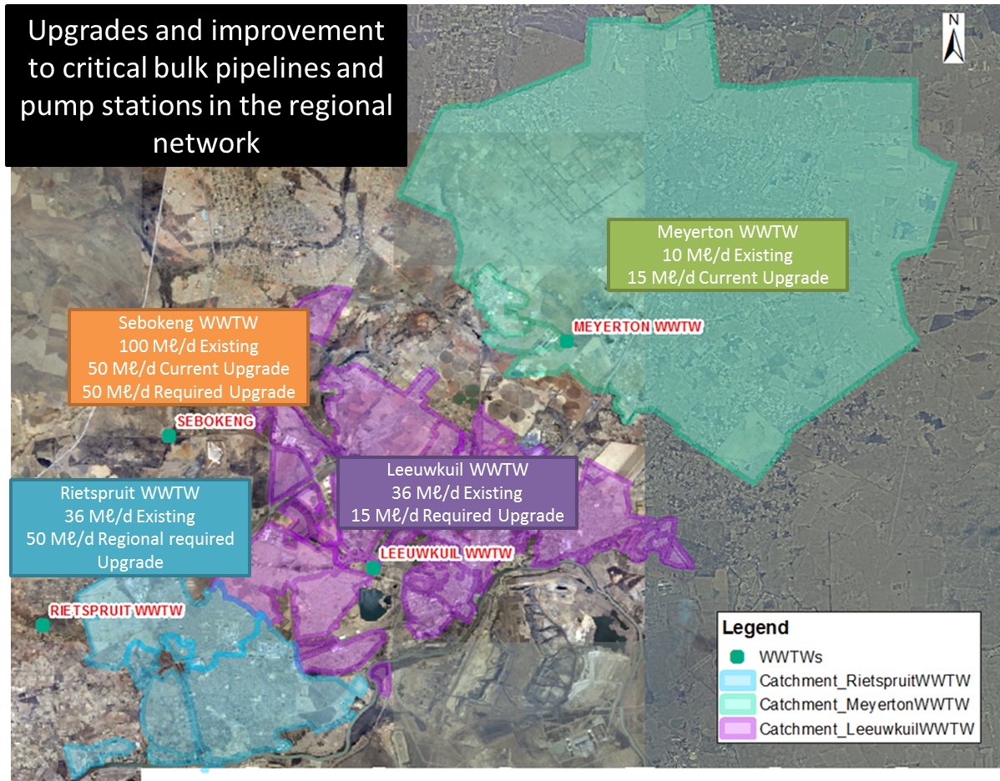 Upgrades and improvement
to critical bulk pipelines and
pump stations in the regional
network
N
Meyerton WWTW
10 Mℓ/d Existing
15 Mℓ/d Current Upgrade
MEYERTON WWTW
Sebokeng WWTW
100 Mℓ/d Existing
50 Mℓ/d Current Upgrade
50 Mℓ/d Required Upgrade
SEBOKENG
Leeuwkuil WWTW
36 Mℓ/d Existing
15 Mℓ/d Required Upgrade
Rietspruit WWTW
36 Mℓ/d Existing
50 Mℓ/d Regional required
Upgrade
LEEUWKUIL WWTW
RIETSPRUIT WWTW
Legend
WWTWs
Catchment_RietspruitWWTW
Catchment_MeyertonWWTW
Catchment_LeeuwkuilWWTW